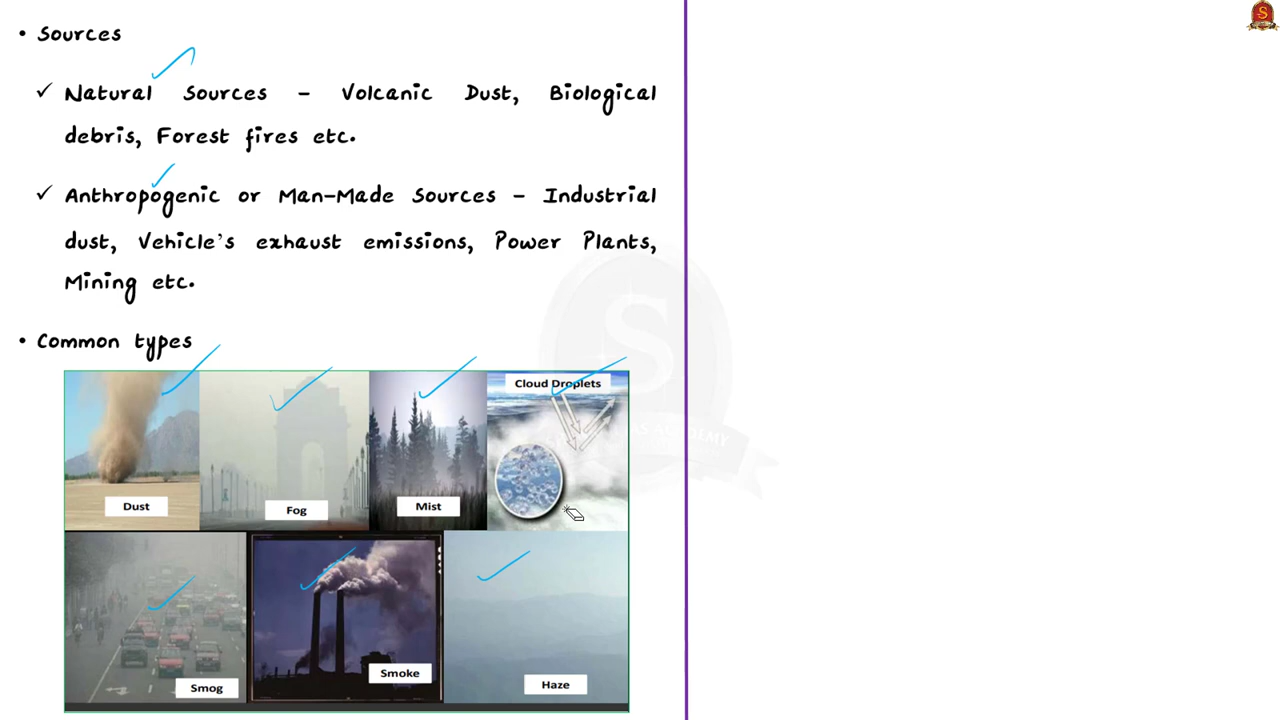 • Sources
✓ Natural Sources – Volcanic Dust, Biological
debris, Forest fires etc.
✓ Anthropogenic or Man-Made Sources – Industrial
dust, Vehicle's exhaust emissions, Power Plants,
Mining etc.
• Common types
Cloud Droplets
Dust
Fog
Mist
Smog
Smoke
Haze
S